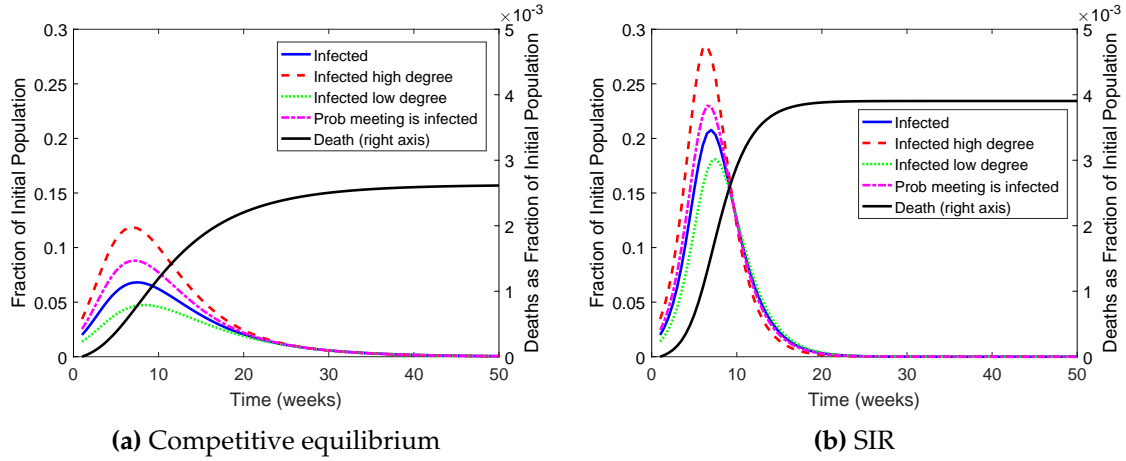 ×10⁻³
0.3
0.25
0.2
0.15
0.1
0.05
0
Fraction of Initial Population
Infected
Infected high degree
Infected low degree
Prob meeting is infected
Death (right axis)
5
4
3
2
1
0
Deaths as Fraction of Initial Population
0 10 20 30 40 50
Time (weeks)
(a) Competitive equilibrium
×10⁻³
0.3
0.25
0.2
0.15
0.1
0.05
0
Fraction of Initial Population
Infected
Infected high degree
Infected low degree
Prob meeting is infected
Death (right axis)
5
4
3
2
1
0
Deaths as Fraction of Initial Population
0 10 20 30 40 50
Time (weeks)
(b) SIR